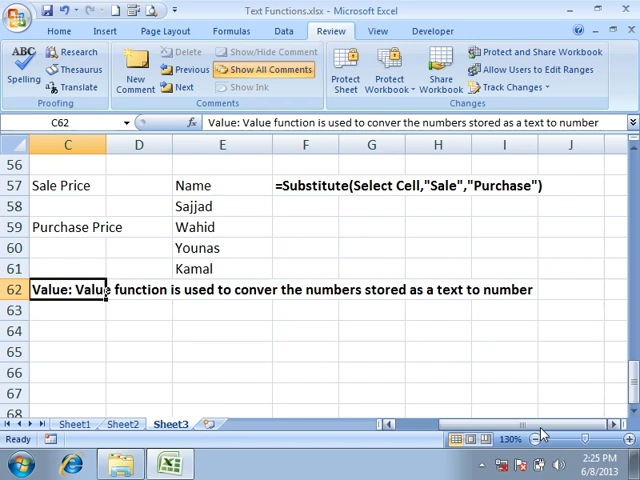 Text Functions.xlsx - Microsoft Excel
Home Insert Page Layout Formulas Data Review View Developer
ABC Spelling Research Thesaurus Translate Proofing
New Comment Delete Previous Next Show/Hide Comment Show All Comments Show Ink Comments
Protect Sheet Protect Workbook Share Workbook Protect and Share Workbook Allow Users to Edit Ranges Track Changes Changes
C62 fx Value: Value function is used to conver the numbers stored as a text to number
C D E F G H I J
56
57 Sale Price Name =Substitute(Select Cell,"Sale","Purchase")
58 Sajjad
59 Purchase Price Wahid
60 Younas
61 Kamal
62 Value: Value function is used to conver the numbers stored as a text to number
63
64
65
66
67
68
Sheet1 Sheet2 Sheet3
Ready 130%
2:25 PM
6/8/2013